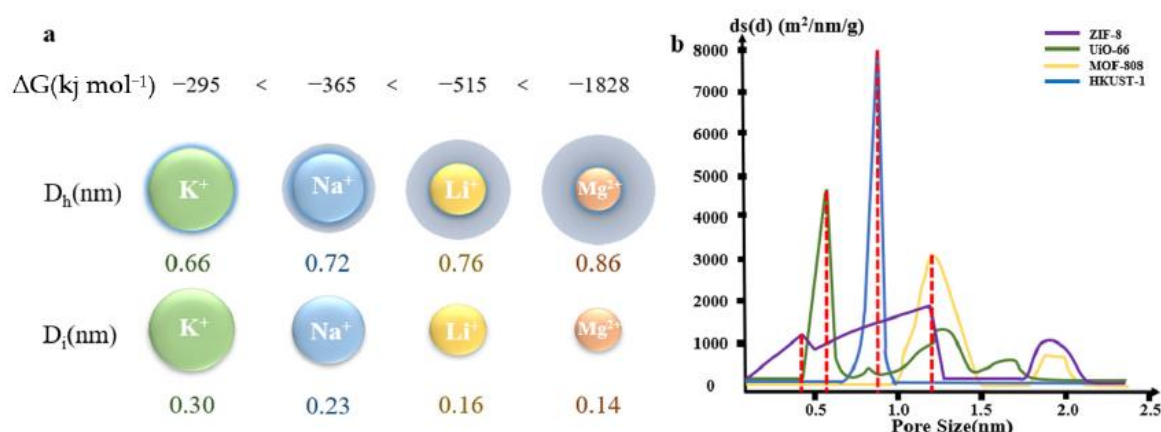 a
ΔG(kj mol⁻¹) −295 < −365 < −515 < −1828
D_h(nm) K⁺ Na⁺ Li⁺ Mg²⁺
0.66 0.72 0.76 0.86
D_i(nm) K⁺ Na⁺ Li⁺ Mg²⁺
0.30 0.23 0.16 0.14
b
ds(d) (m²/nm/g)
ZIF-8
UiO-66
MOF-808
HKUST-1
8000
7000
6000
5000
4000
3000
2000
1000
0
0.5 1.0 1.5 2.0 2.5
Pore Size(nm)